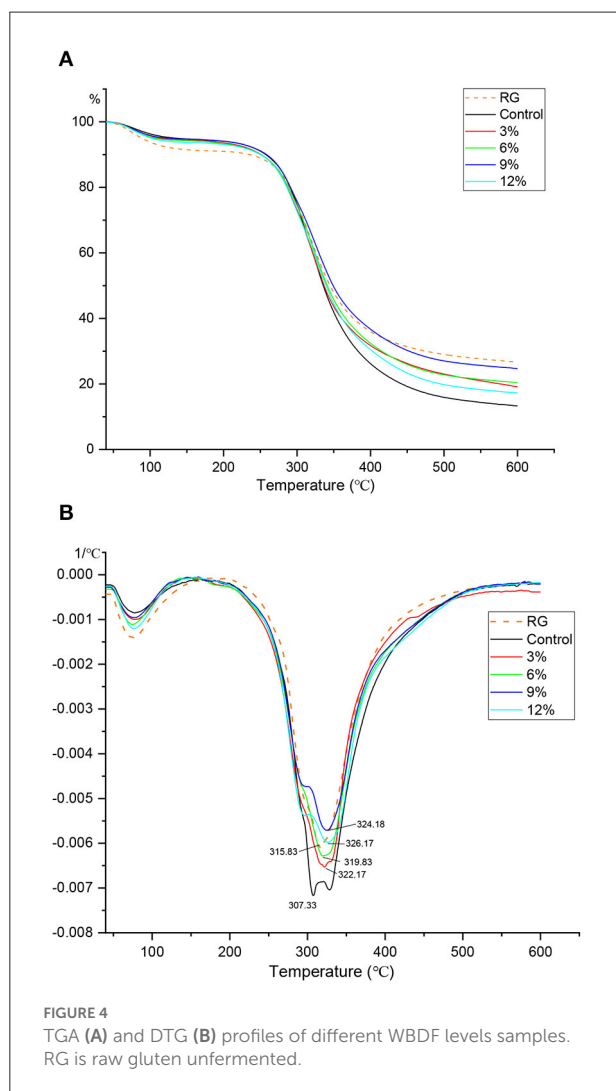 A
%
100
80
60
40
20
0
RG
Control
3%
6%
9%
12%
100 200 300 400 500 600
Temperature (℃)
B
1/℃
0.000
-0.001
-0.002
-0.003
-0.004
-0.005
-0.006
-0.007
-0.008
RG
Control
3%
6%
9%
12%
324.18
315.83
326.17
319.83
322.17
307.33
100 200 300 400 500 600
Temperature (℃)
FIGURE 4
TGA (A) and DTG (B) profiles of different WBDF levels samples.
RG is raw gluten unfermented.